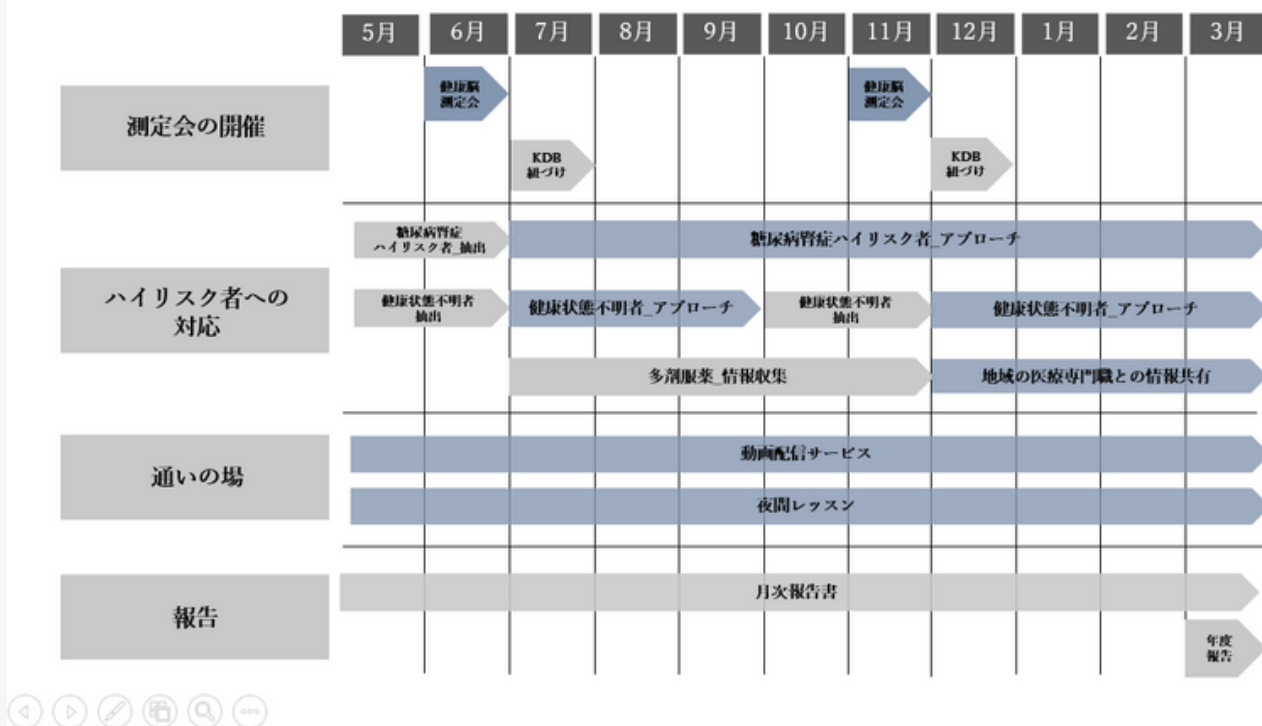 5月
6月
7月
8月
9月
10月
11月
12月
1月
2月
3月
測定会の開催
健康脳
測定会
健康脳
測定会
KDB
紐づけ
KDB
紐づけ
ハイリスク者への
対応
糖尿病腎症
ハイリスク者_抽出
糖尿病腎症ハイリスク者_アプローチ
健康状態不明者
抽出
健康状態不明者_アプローチ
健康状態不明者
抽出
健康状態不明者_アプローチ
多剤服薬_情報収集
地域の医療専門職との情報共有
通いの場
動画配信サービス
夜間レッスン
報告
月次報告書
年度
報告